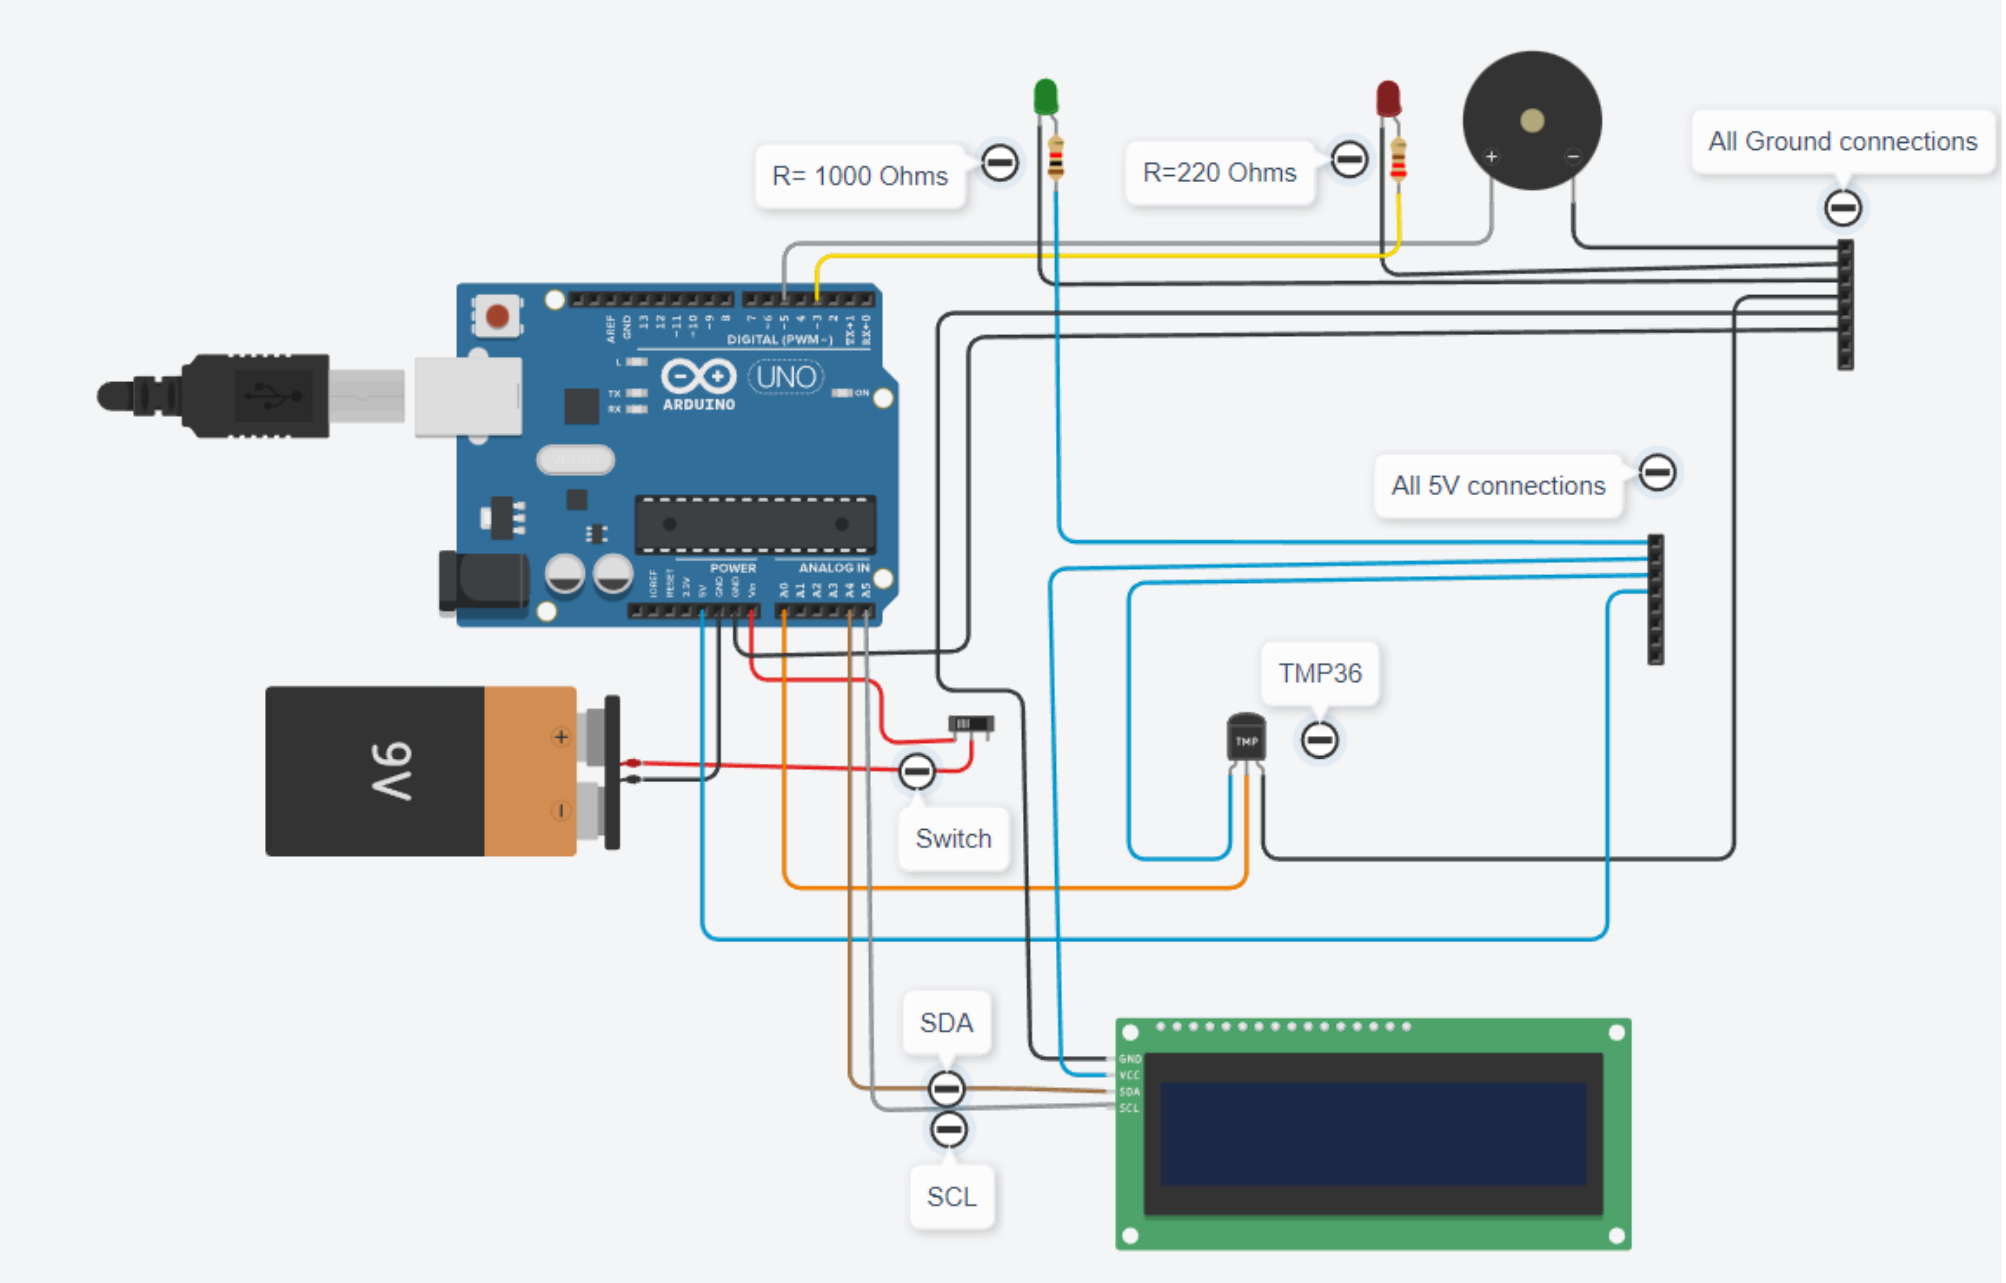 R= 1000 Ohms
R=220 Ohms
+
−
All Ground connections
AREF
GND
13
12
~11
~10
~9
8
7
~6
~5
4
~3
2
TX→1
RX←0
DIGITAL (PWM~)
L
TX
RX
ARDUINO
UNO
ON
POWER
ANALOG IN
IOREF
RESET
3.3V
5V
GND
GND
Vin
A0
A1
A2
A3
A4
A5
All 5V connections
9V
+
−
Switch
TMP36
TMP
SDA
SCL
GND
VCC
SDA
SCL